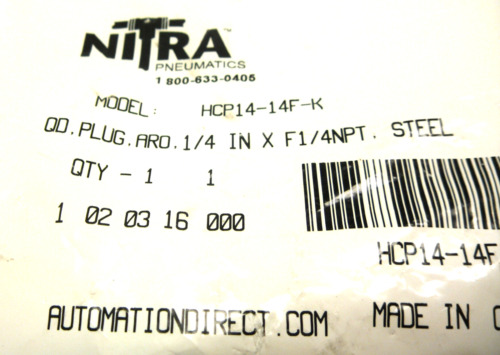 NITRA™
PNEUMATICS
1 800-633-0405
MODEL: HCP14-14F-K
QD.PLUG.ARO.1/4 IN X F1/4NPT. STEEL
QTY - 1 1
1 02 03 16 000
HCP14-14F
AUTOMATIONDIRECT.COM MADE IN